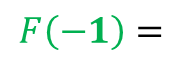 F(−1) =